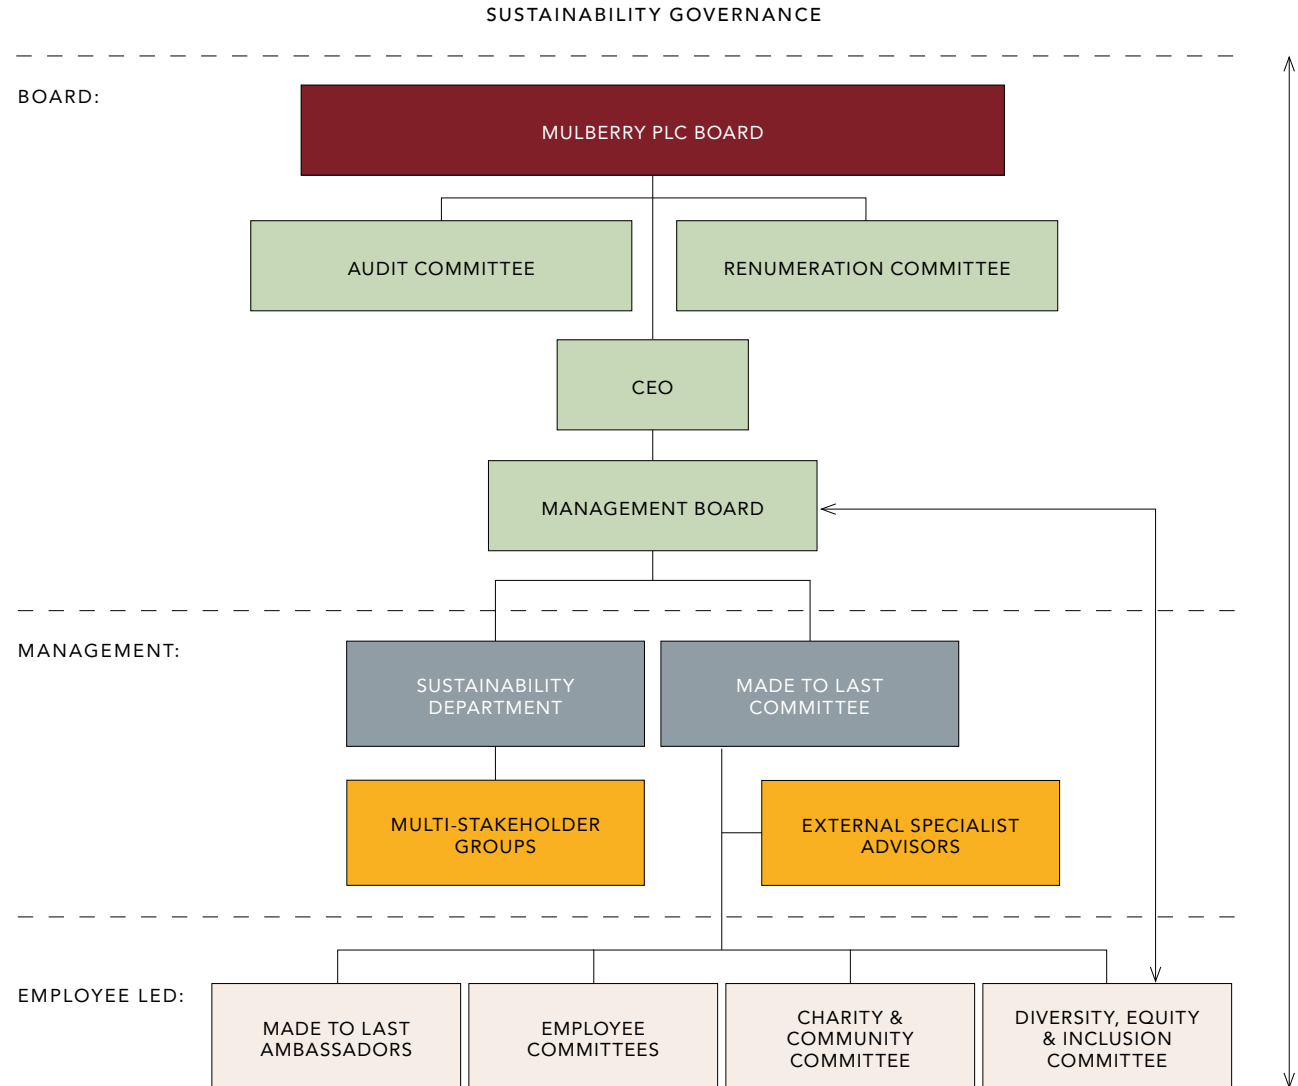 SUSTAINABILITY GOVERNANCE
BOARD:
MULBERRY PLC BOARD
AUDIT COMMITTEE
RENUMERATION COMMITTEE
CEO
MANAGEMENT BOARD
MANAGEMENT:
SUSTAINABILITY
DEPARTMENT
MADE TO LAST
COMMITTEE
MULTI-STAKEHOLDER
GROUPS
EXTERNAL SPECIALIST
ADVISORS
EMPLOYEE LED:
MADE TO LAST
AMBASSADORS
EMPLOYEE
COMMITTEES
CHARITY &
COMMUNITY
COMMITTEE
DIVERSITY, EQUITY
& INCLUSION
COMMITTEE